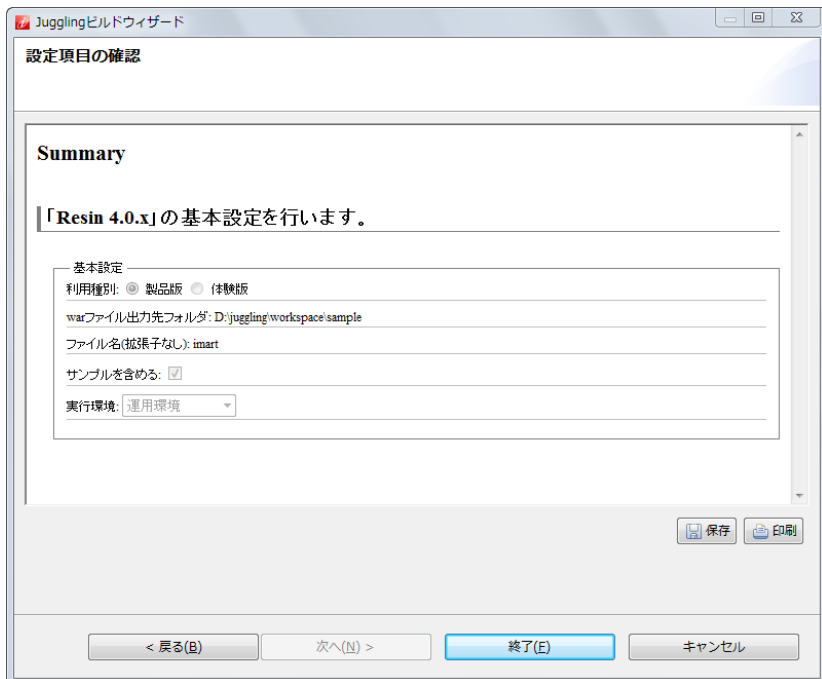 Jugglingビルドウィザード
設定項目の確認
Summary
「Resin 4.0.x」の基本設定を行います。
基本設定
利用種別: 製品版 体験版
warファイル出力先フォルダ: D:\juggling\workspace\sample
ファイル名(拡張子なし): imart
サンプルを含める:
実行環境: 運用環境
保存 印刷
< 戻る(B) 次へ(N) > 終了(F) キャンセル